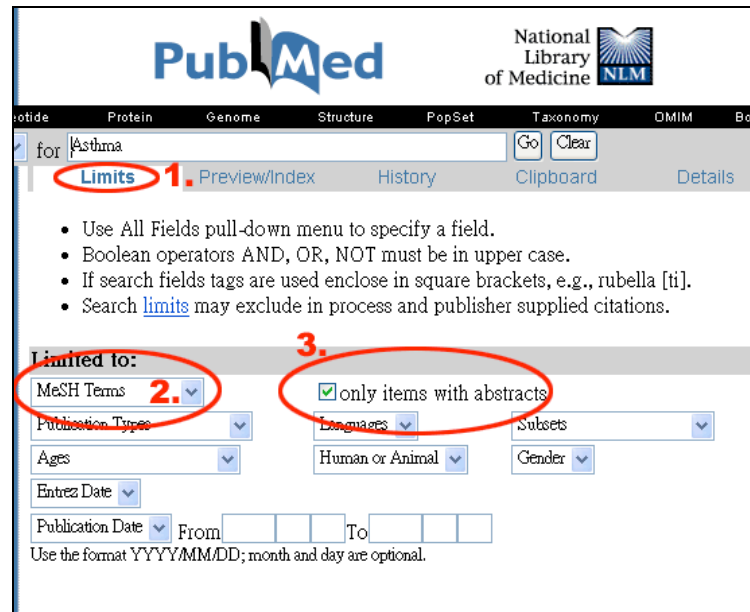 PubMed
National
Library
of Medicine NLM
eotide Protein Genome Structure PopSet Taxonomy OMIM Bo
for Asthma Go Clear
Limits 1. Preview/Index History Clipboard Details
• Use All Fields pull-down menu to specify a field.
• Boolean operators AND, OR, NOT must be in upper case.
• If search fields tags are used enclose in square brackets, e.g., rubella [ti].
• Search limits may exclude in process and publisher supplied citations.
3.
Limited to:
MeSH Terms 2. only items with abstracts
Publication Types Languages Subsets
Ages Human or Animal Gender
Entrez Date
Publication Date From To
Use the format YYYY/MM/DD; month and day are optional.